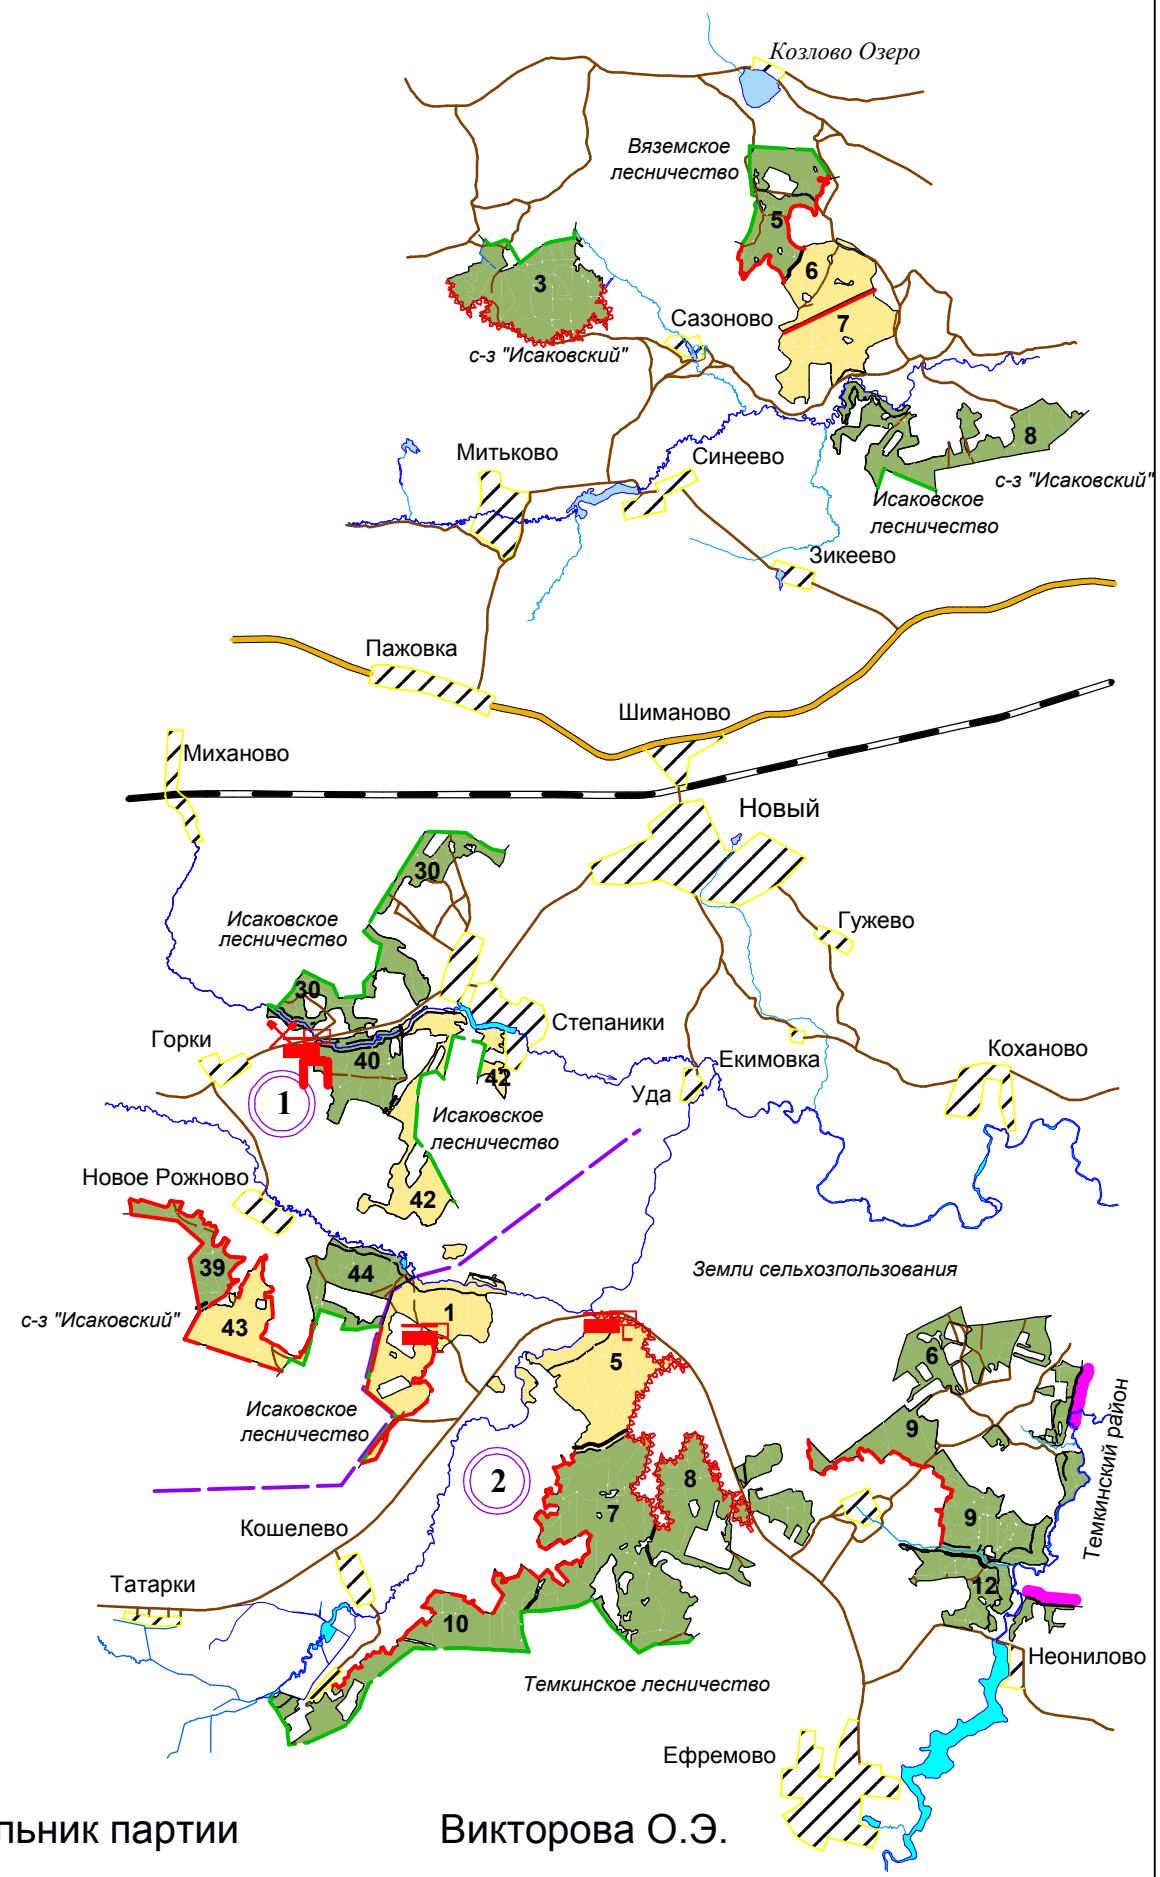 Козлово Озеро
Вяземское
лесничество
5
6
3
7
Сазоново
с-з "Исаковский"
8
Митьково
Синеево
с-з "Исаковский"
Исаковское
лесничество
Зикеево
Пажовка
Шиманово
Миханово
Новый
30
Исаковское
лесничество
Гужево
30
Степаники
Горки
40
Екимовка
Коханово
42
Уда
1
Исаковское
лесничество
Новое Рожново
42
39
44
Земли сельхозпользования
с-з "Исаковский"
43
1
5
6
Исаковское
лесничество
Темкинский район
9
2
8
7
9
Кошелево
Татарки
12
10
Неонилово
Темкинское лесничество
Ефремово
льник партии
Викторова О.Э.